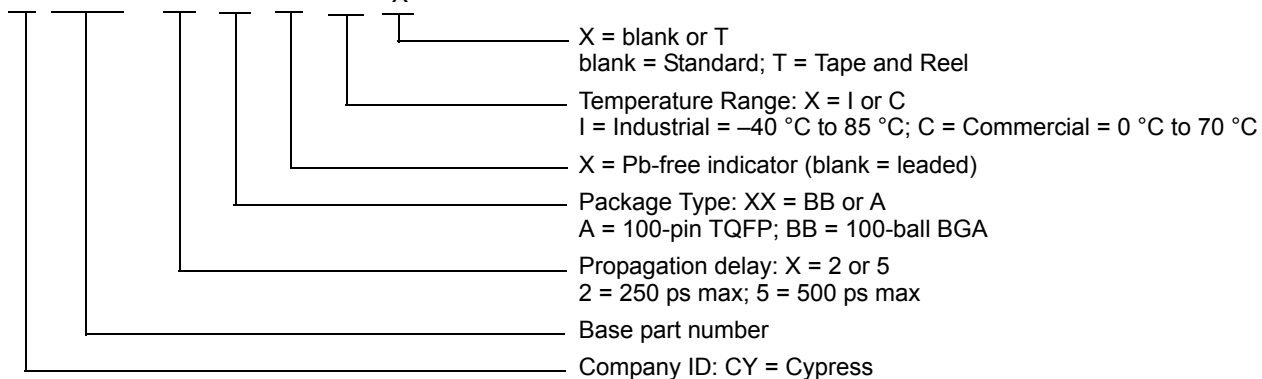 X = blank or T
blank = Standard; T = Tape and Reel
Temperature Range: X = I or C
I = Industrial = –40 °C to 85 °C; C = Commercial = 0 °C to 70 °C
X = Pb-free indicator (blank = leaded)
Package Type: XX = BB or A
A = 100-pin TQFP; BB = 100-ball BGA
Propagation delay: X = 2 or 5
2 = 250 ps max; 5 = 500 ps max
Base part number
Company ID: CY = Cypress